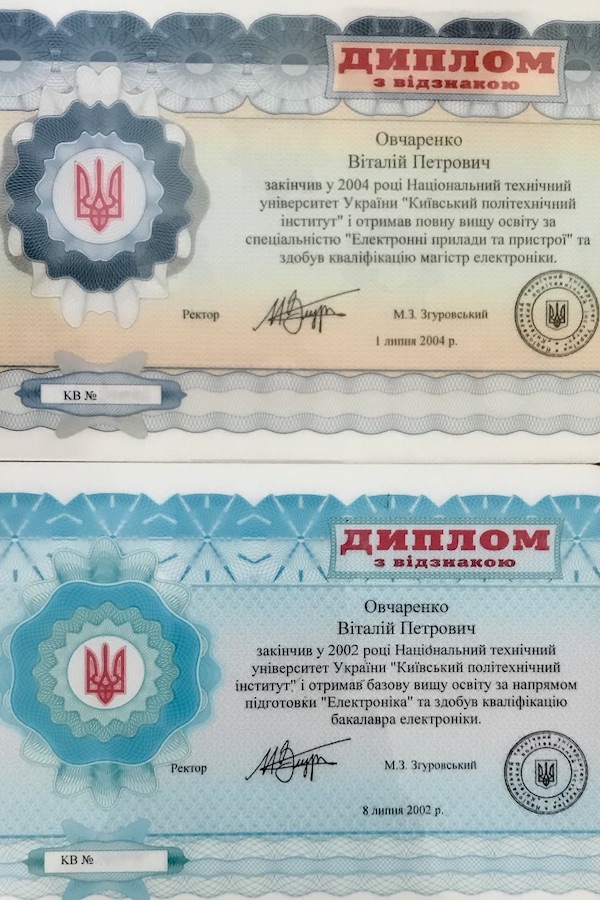 ДИПЛОМ
з відзнакою
Овчаренко
Віталій Петрович
закінчив у 2004 році Національний технічний
університет України "Київський політехнічний
інститут" і отримав повну вищу освіту за
спеціальністю "Електронні прилади та пристрої" та
здобув кваліфікацію магістр електроніки.
Ректор М.З. Згуровський
1 липня 2004 р.
КВ №
ДИПЛОМ
з відзнакою
Овчаренко
Віталій Петрович
закінчив у 2002 році Національний технічний
університет України "Київський політехнічний
інститут" і отримав базову вищу освіту за напрямом
підготовки "Електроніка" та здобув кваліфікацію
бакалавра електроніки.
Ректор М.З. Згуровський
8 липня 2002 р.
КВ №